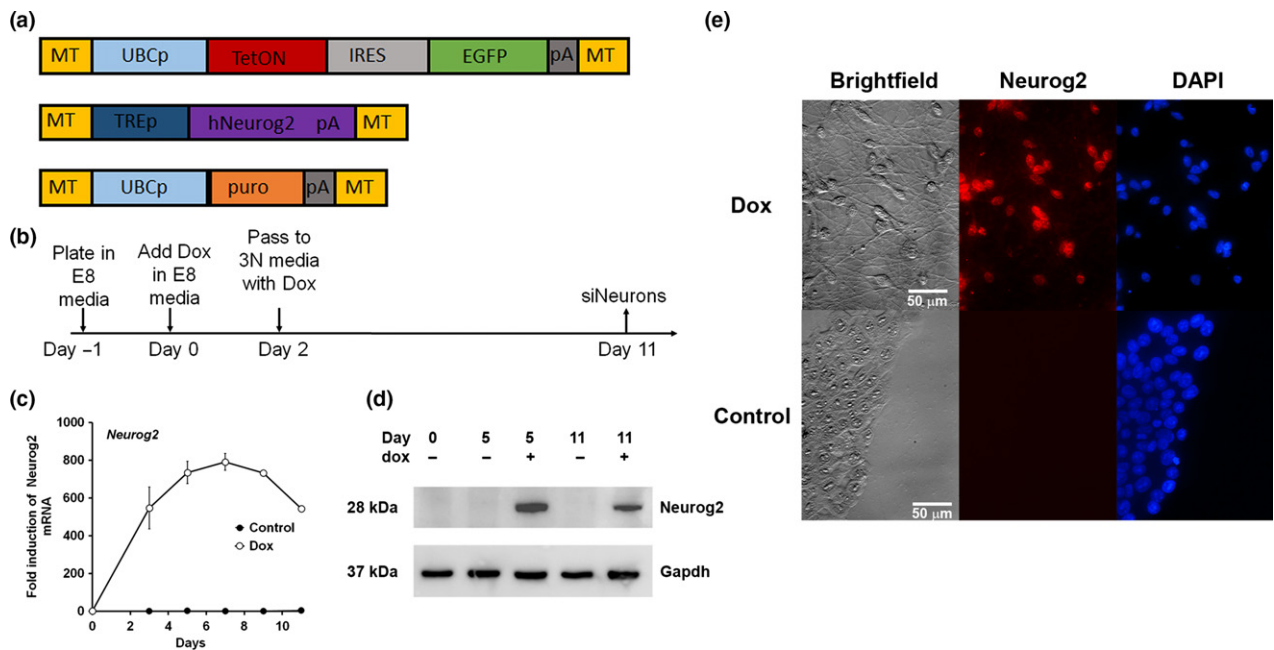 (a)
MT UBCp TetON IRES EGFP pA MT
MT TREp hNeurog2 pA MT
MT UBCp puro pA MT
(b)
Plate in
E8
media
Add Dox
in E8
media
Pass to
3N media
with Dox
siNeurons
Day –1
Day 0
Day 2
Day 11
(c)
Fold induction of Neurog2
mRNA
Neurog2
1000
800
600
400
200
0
Control
Dox
0 2 4 6 8 10
Days
(d)
Day 0 5 5 11 11
dox – – + – +
28 kDa Neurog2
37 kDa Gapdh
(e)
Brightfield Neurog2 DAPI
Dox
50 μm
Control
50 μm